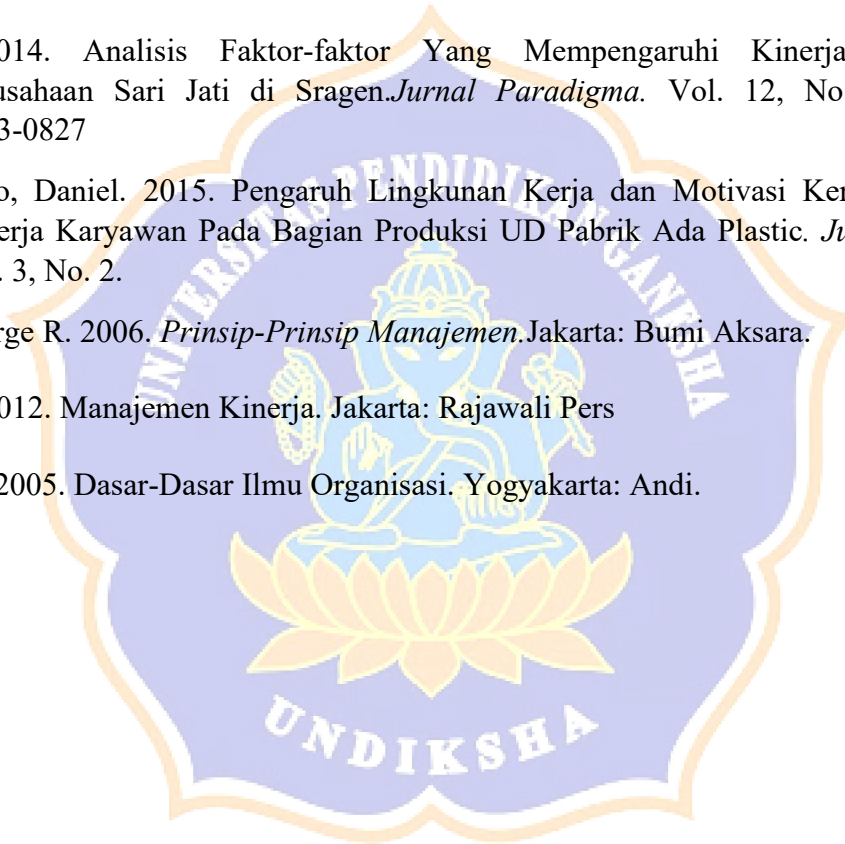 014. Analisis Faktor-faktor Yang Mempengaruhi Kinerja
usahaan Sari Jati di Sragen.Jurnal Paradigma. Vol. 12, No
3-0827
o, Daniel. 2015. Pengaruh Lingkunan Kerja dan Motivasi Ker
erja Karyawan Pada Bagian Produksi UD Pabrik Ada Plastic. Ju
. 3, No. 2.
rge R. 2006. Prinsip-Prinsip Manajemen.Jakarta: Bumi Aksara.
012. Manajemen Kinerja. Jakarta: Rajawali Pers
2005. Dasar-Dasar Ilmu Organisasi. Yogyakarta: Andi.
UNIVERSITAS PENDIDIKAN GANESHA
UNDIKSHA